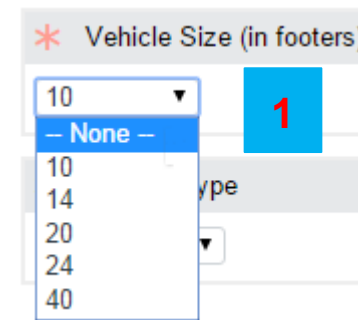 * Vehicle Size (in footers)
10 ▼
1
-- None --
10
14
ype
20
▼
24
40